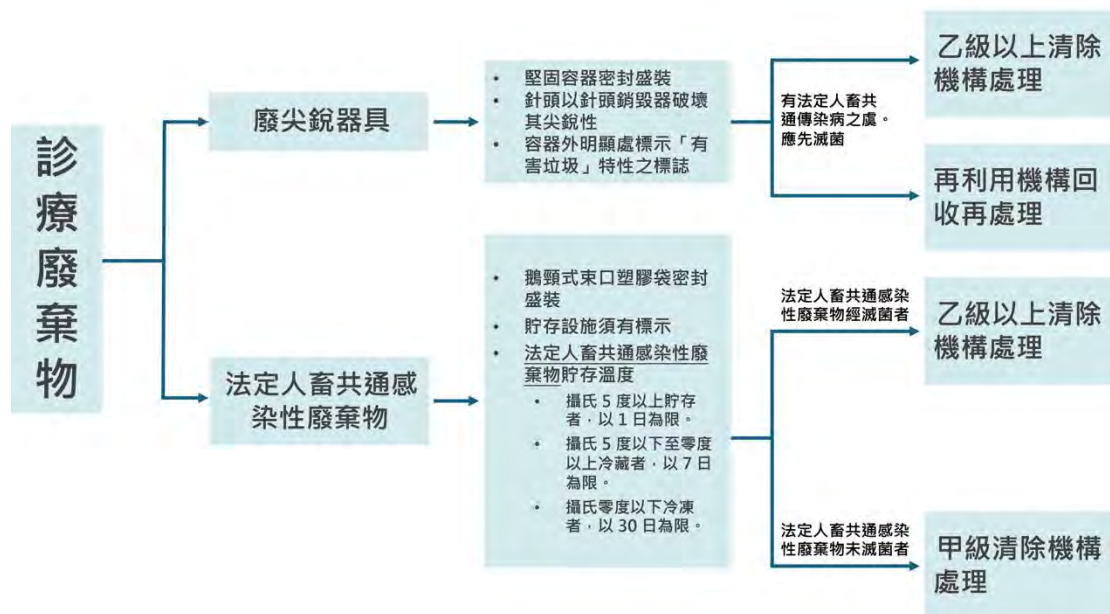 診
療
廢
棄
物
廢尖銳器具
• 堅固容器密封盛裝
• 針頭以針頭銷毀器破壞
其尖銳性
• 容器外明顯處標示「有
害垃圾」特性之標誌
有法定人畜共
通傳染病之虞。
應先滅菌
乙級以上清除
機構處理
再利用機構回
收再處理
法定人畜共通感
染性廢棄物
• 鵝頸式束口塑膠袋密封
盛裝
• 貯存設施須有標示
• 法定人畜共通感染性廢
棄物貯存溫度
• 攝氏 5 度以上貯存
者，以 1 日為限。
• 攝氏 5 度以下至零度
以上冷藏者，以 7 日
為限。
• 攝氏零度以下冷凍
者，以 30 日為限。
法定人畜共通感染
性廢棄物經滅菌者
乙級以上清除
機構處理
法定人畜共通感染
性廢棄物未滅菌者
甲級清除機構
處理